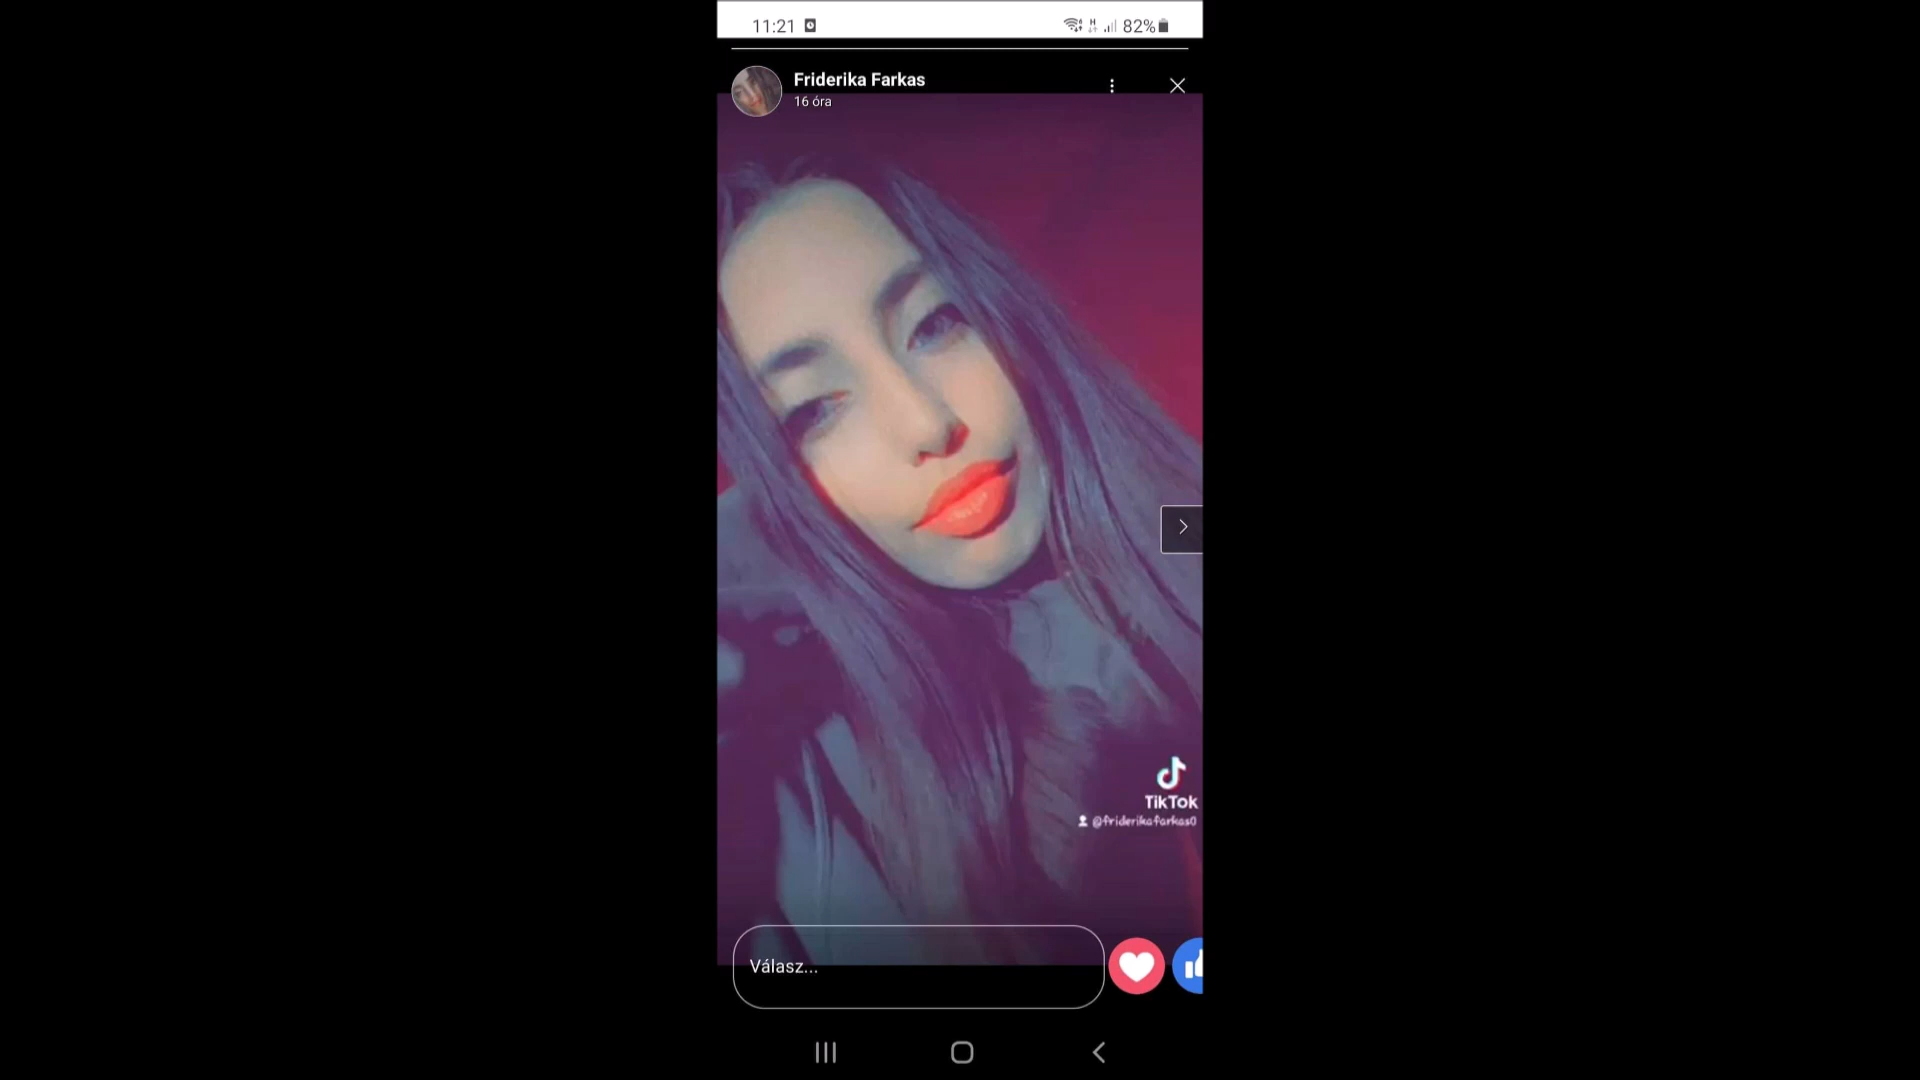 11:21
82%
Friderika Farkas
16 óra
TikTok
@friderikafarkas0
Válasz...